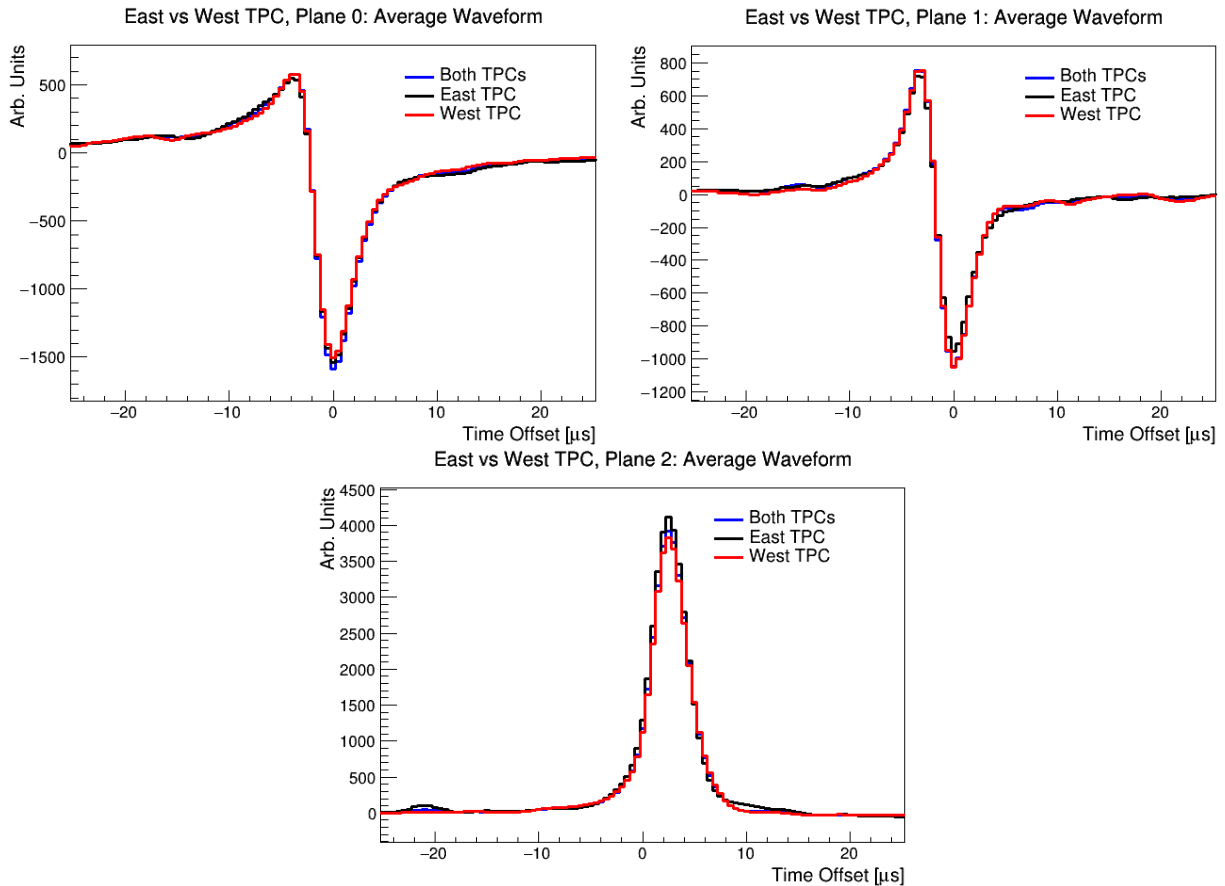 East vs West TPC, Plane 0: Average Waveform
Arb. Units
Both TPCs
East TPC
West TPC
500
0
−500
−1000
−1500
−20
−10
0
10
20
Time Offset [μs]
East vs West TPC, Plane 1: Average Waveform
Arb. Units
Both TPCs
East TPC
West TPC
800
600
400
200
0
−200
−400
−600
−800
−1000
−1200
−20
−10
0
10
20
Time Offset [μs]
East vs West TPC, Plane 2: Average Waveform
Arb. Units
Both TPCs
East TPC
West TPC
4500
4000
3500
3000
2500
2000
1500
1000
500
0
−20
−10
0
10
20
Time Offset [μs]